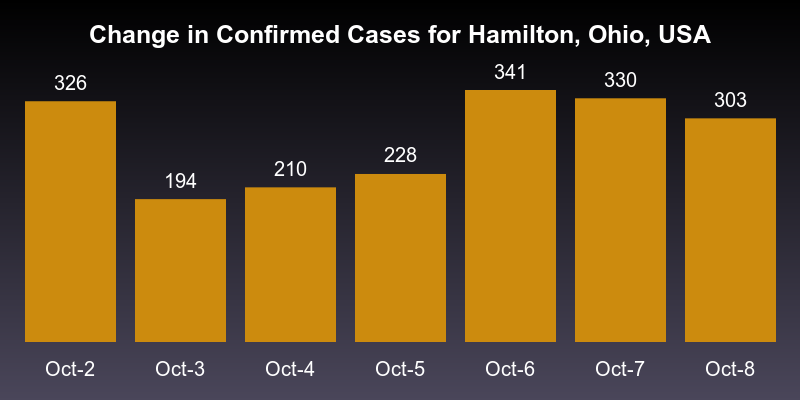 Change in Confirmed Cases for Hamilton, Ohio, USA
326
194
210
228
341
330
303
Oct-2
Oct-3
Oct-4
Oct-5
Oct-6
Oct-7
Oct-8